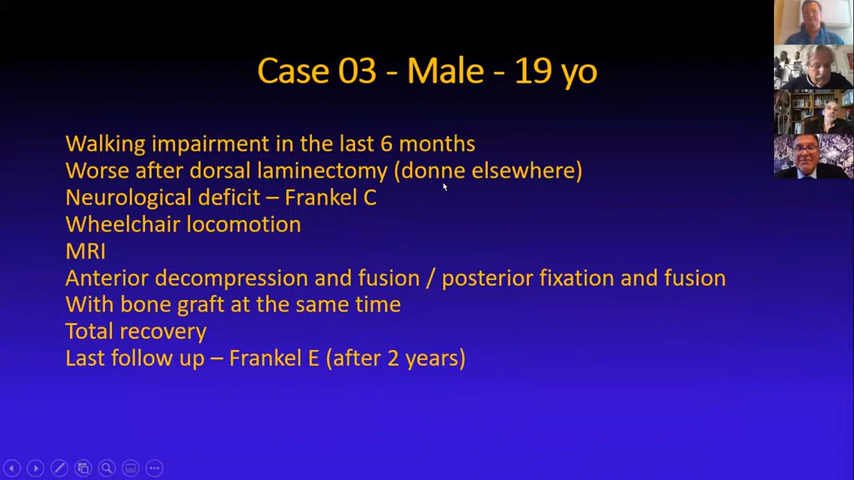 Case 03 - Male - 19 yo
Walking impairment in the last 6 months
Worse after dorsal laminectomy (donne elsewhere)
Neurological deficit – Frankel C
Wheelchair locomotion
MRI
Anterior decompression and fusion / posterior fixation and fusion
With bone graft at the same time
Total recovery
Last follow up – Frankel E (after 2 years)